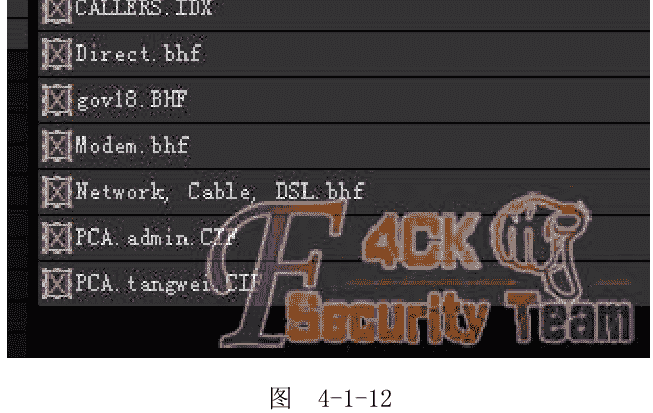 CALLERS.IDX
Direct.bhf
gov18.BHF
Modem.bhf
Network, Cable, DSL.bhf
PCA.admin.CIF
PCA.tangwei.CIF
F4CK
Security Team
图 4-1-12